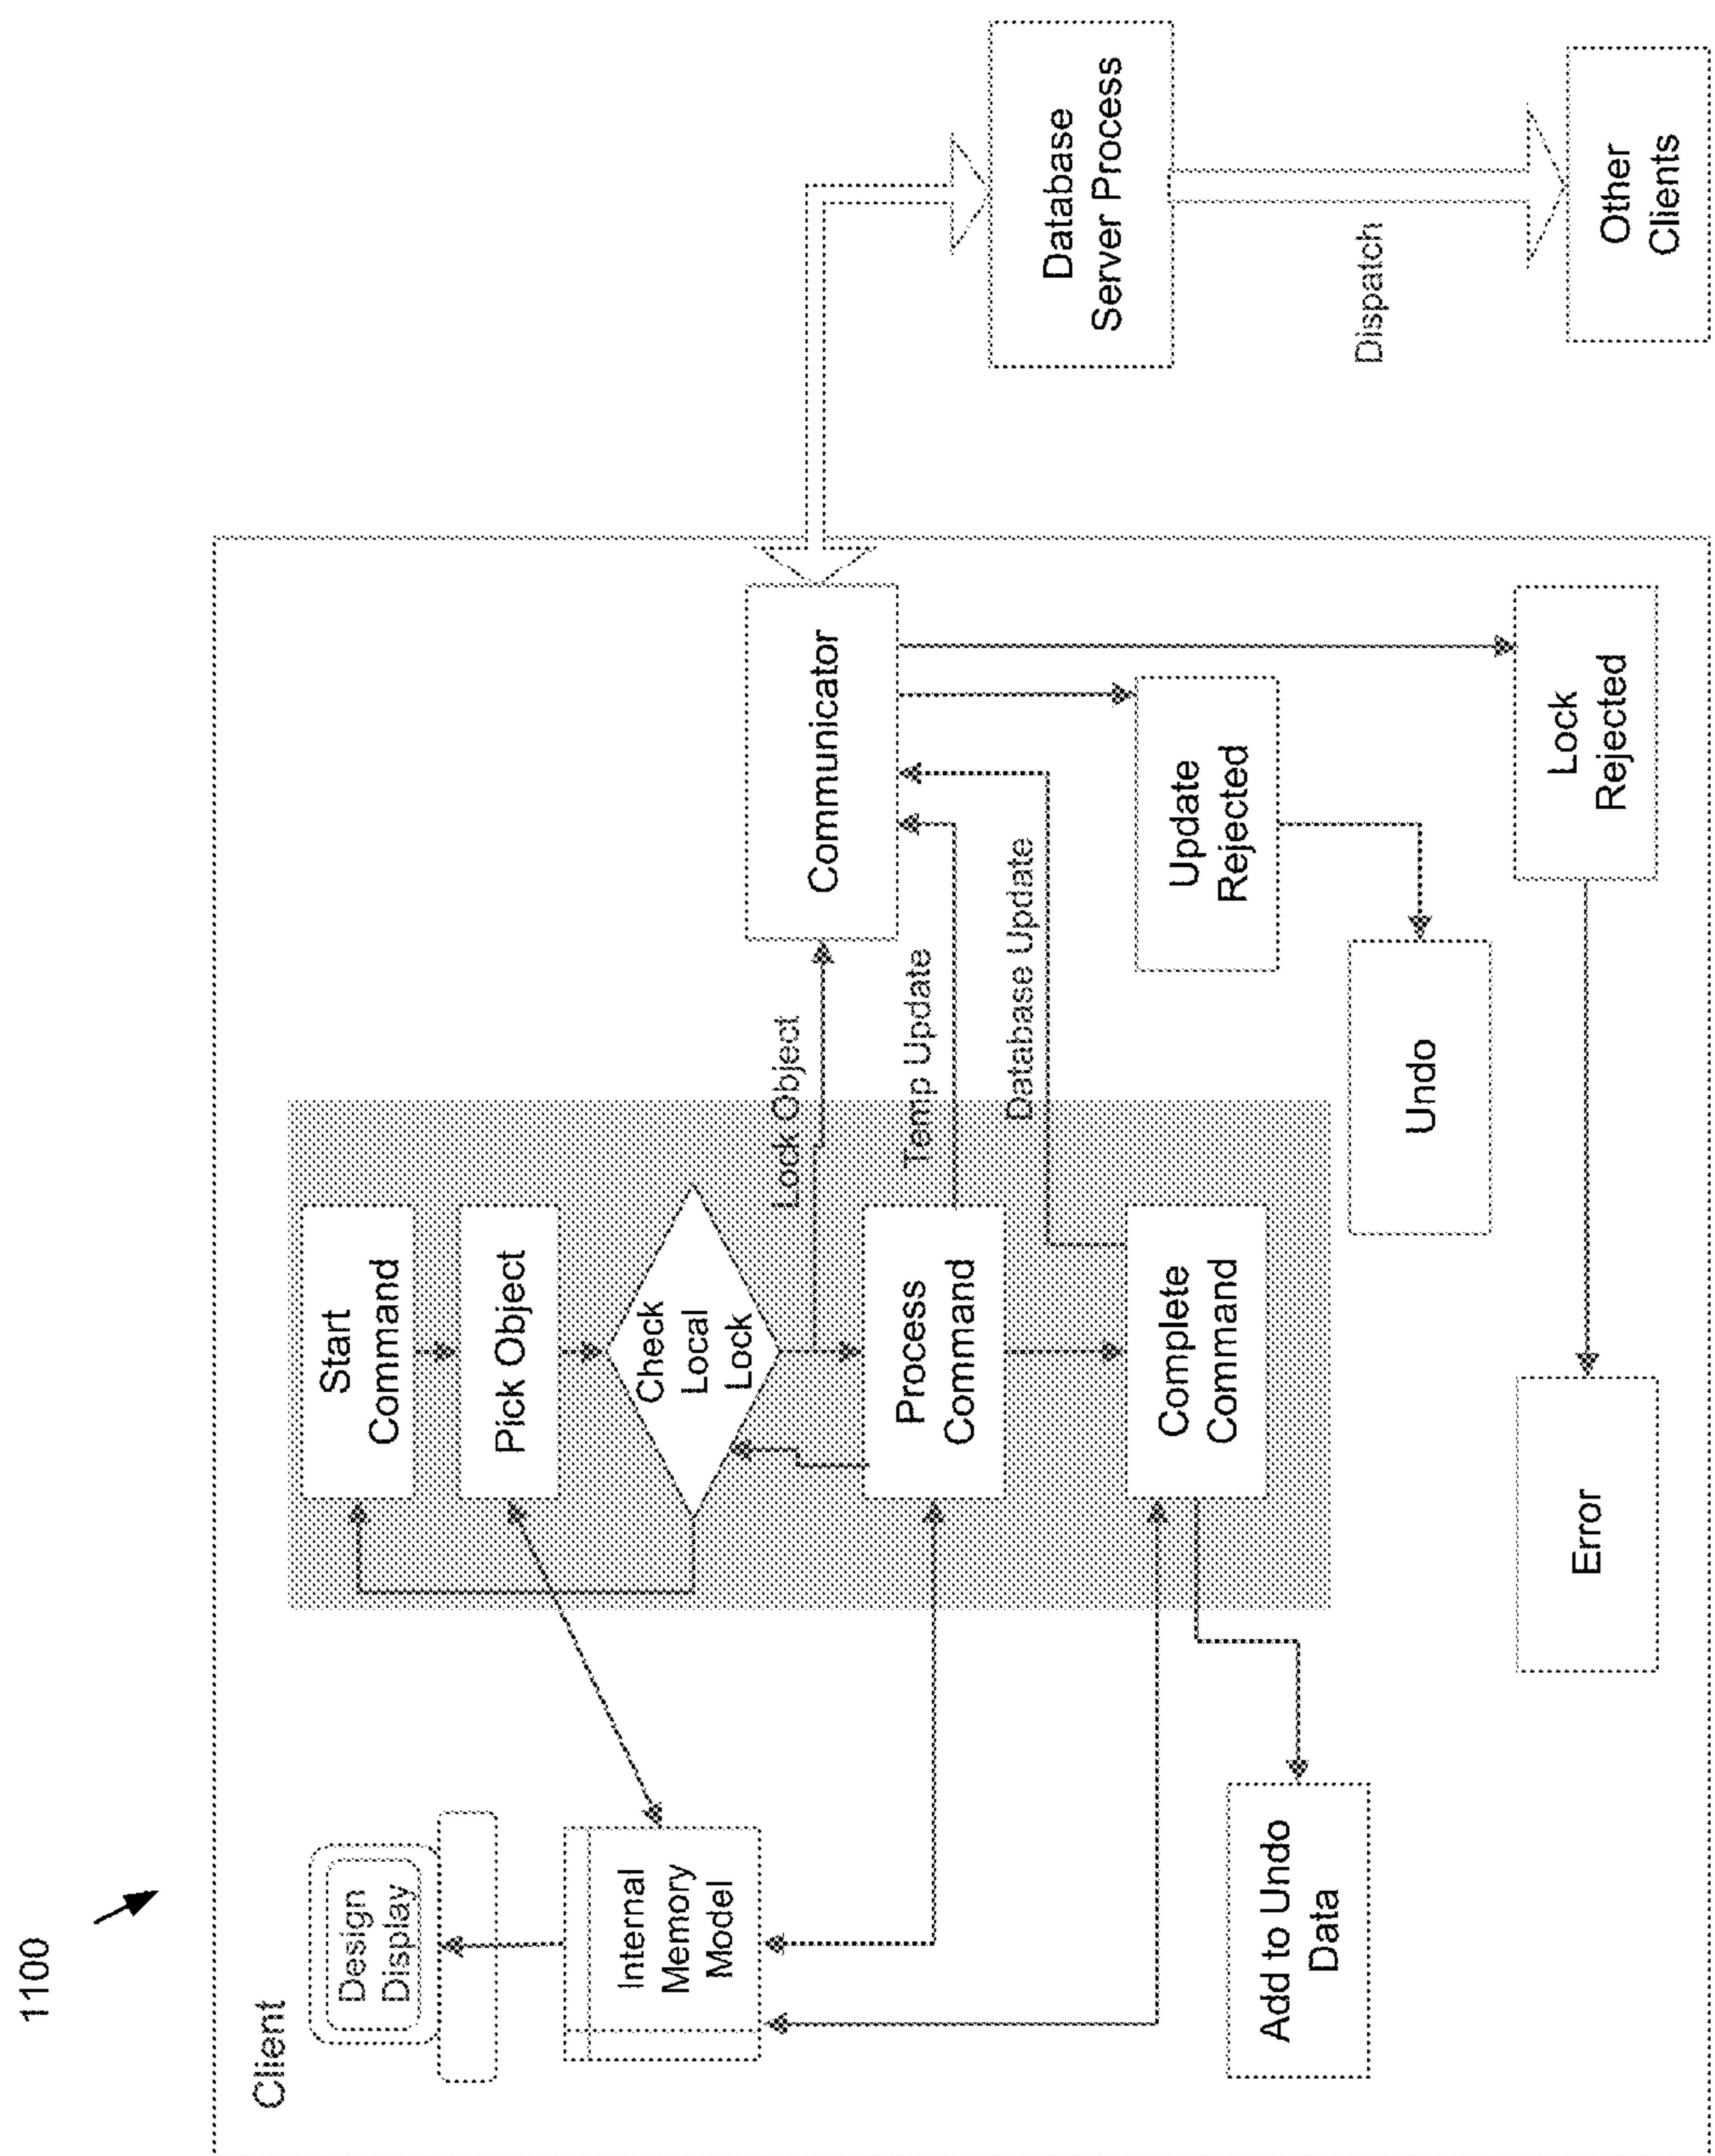 1100
Client
Design
Display
Internal
Memory
Model
Add to Undo
Data
Start
Command
Pick Object
Check
Local
Lock
Process
Command
Complete
Command
Lock Object
Temp Update
Database Update
Communicator
Update
Rejected
Undo
Lock
Rejected
Error
Database
Server Process
Dispatch
Other
Clients